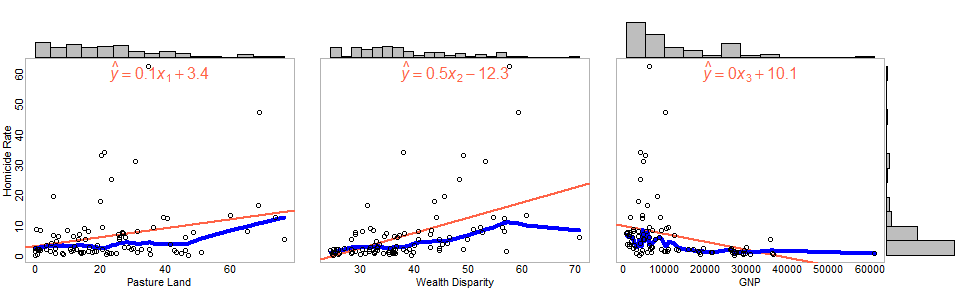 ŷ = 0.1x₁ + 3.4
ŷ = 0.5x₂ − 12.3
ŷ = 0x₃ + 10.1
Homicide Rate
0 10 20 30 40 50 60
0 20 40 60
30 40 50 60 70
0 10000 20000 30000 40000 50000 60000
Pasture Land
Wealth Disparity
GNP